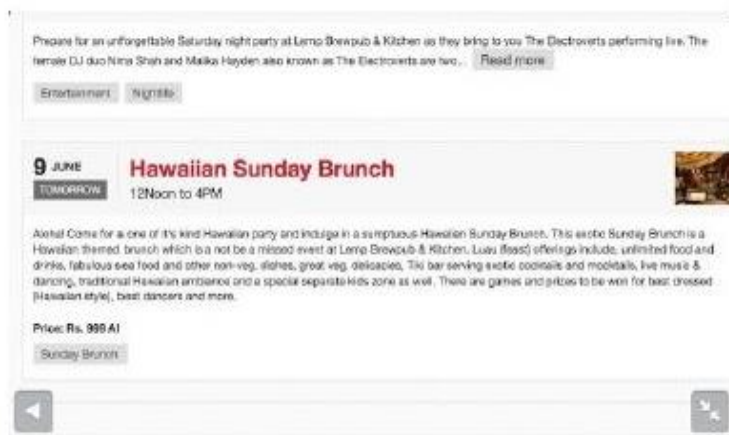 Prepare for an unforgettable Saturday night party at Lemp Brewpub & Kitchen as they bring to you The Electroverts performing live. The
female DJ duo Nima Shah and Malika Hayden also known as The Electroverts are two... Read more
Entertainment Nightlife
9 JUNE
TOMORROW
Hawaiian Sunday Brunch
12Noon to 4PM
Aloha! Come for a one of it's kind Hawaiian party and indulge in a sumptuous Hawaiian Sunday Brunch. This exotic Sunday Brunch is a
Hawaiian themed brunch which is a not be a missed event at Lemp Brewpub & Kitchen. Luau (feast) offerings include, unlimited food and
drinks, fabulous sea food and other non-veg. dishes, great veg. delicacies, Tiki bar serving exotic cocktails and mocktails, live music &
dancing, traditional Hawaiian ambience and a special separate kids zone as well. There are games and prizes to be won for best dressed
(Hawaiian style), best dancers and more.
Price: Rs. 999 AI
Sunday Brunch